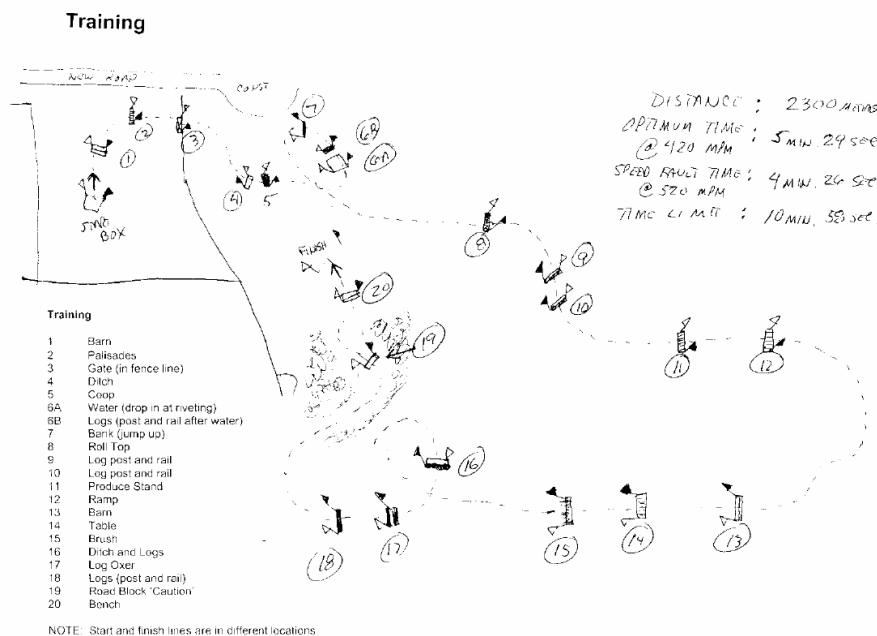 Training
NEW ROAD
CONST
DISTANCE : 2300 METERS
OPTIMUM TIME : 5 MIN. 29 SEC
@ 420 MPM
SPEED FAULT TIME : 4 MIN. 26 SEC
@ 520 MPM
TIME LIMIT : 10 MIN. 58 SEC.
1
2
3
4
5
6A
6B
7
8
9
10
11
12
13
14
15
16
17
18
19
20
BOX
FINISH
Training
1 Barn
2 Palisades
3 Gate (in fence line)
4 Ditch
5 Coop
6A Water (drop in at riveting)
6B Logs (post and rail after water)
7 Bank (jump up)
8 Roll Top
9 Log post and rail
10 Log post and rail
11 Produce Stand
12 Ramp
13 Barn
14 Table
15 Brush
16 Ditch and Logs
17 Log Oxer
18 Logs (post and rail)
19 Road Block 'Caution'
20 Bench
NOTE: Start and finish lines are in different locations